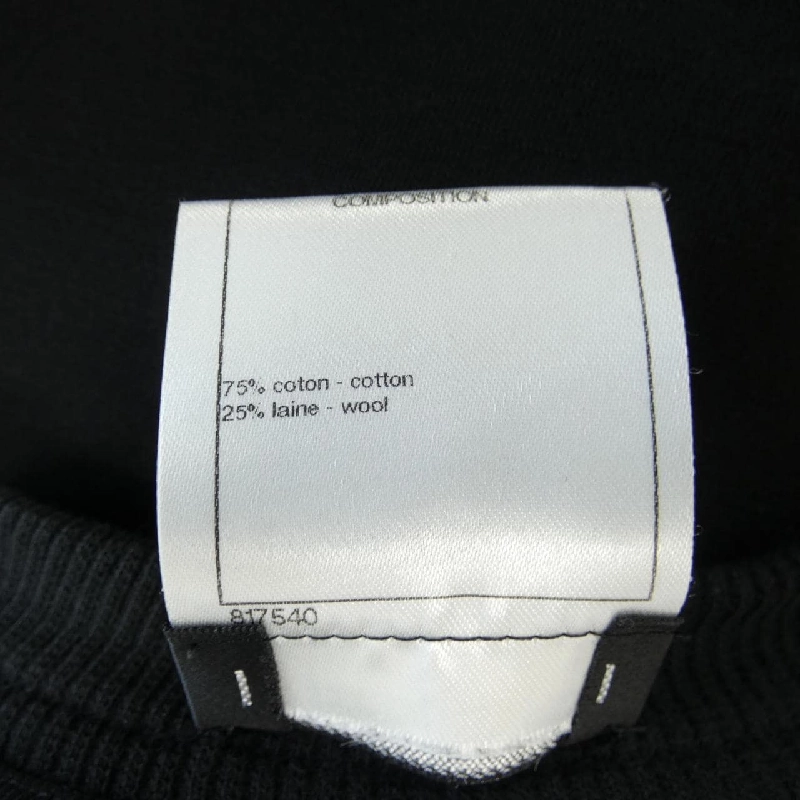 COMPOSITION
75% coton - cotton
25% laine - wool
817540